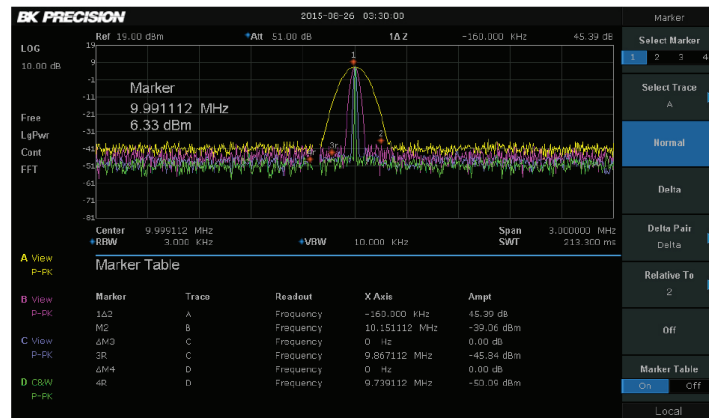 BK PRECISION
2015-06-26 03:30:00
Marker
LOG
10.00 dB
Ref 19.00 dBm
*Att 51.00 dB
1Δ2
-160.000 KHz
45.39 dB
Free
LgPwr
Cont
FFT
19
9
-1
-11
-21
-31
-41
-51
-61
-71
-81
Marker
9.991112 MHz
6.33 dBm
1
2
3r
4r
Center 9.999112 MHz
Span 3.000000 MHz
*RBW 3.000 KHz
*VBW 10.000 KHz
SWT 213.300 ms
A View
P-PK
B View
P-PK
C View
P-PK
D C&W
P-PK
Marker Table
Marker Trace Readout X Axis Ampt
1Δ2 A Frequency -160.000 KHz 45.39 dB
M2 B Frequency 10.151112 MHz -39.06 dBm
ΔM3 C Frequency 0 Hz 0.00 dB
3R C Frequency 9.867112 MHz -45.84 dBm
ΔM4 D Frequency 0 Hz 0.00 dB
4R D Frequency 9.739112 MHz -50.09 dBm
Select Marker
1 2 3 4
Select Trace
A
Normal
Delta
Delta Pair
Delta
Relative To
2
Off
Marker Table
On Off
Local